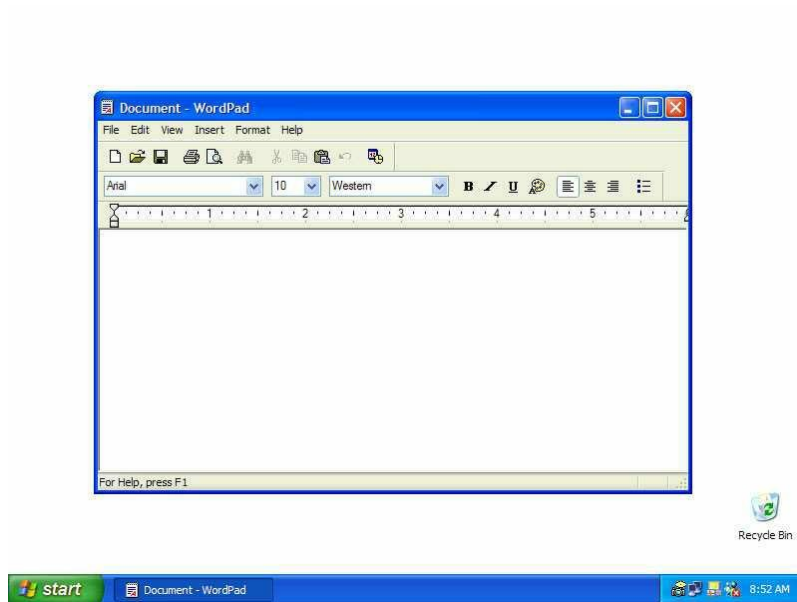 Document - WordPad
File Edit View Insert Format Help
Arial 10 Western B I U
1 2 3 4 5
For Help, press F1
Recycle Bin
start Document - WordPad 8:52 AM